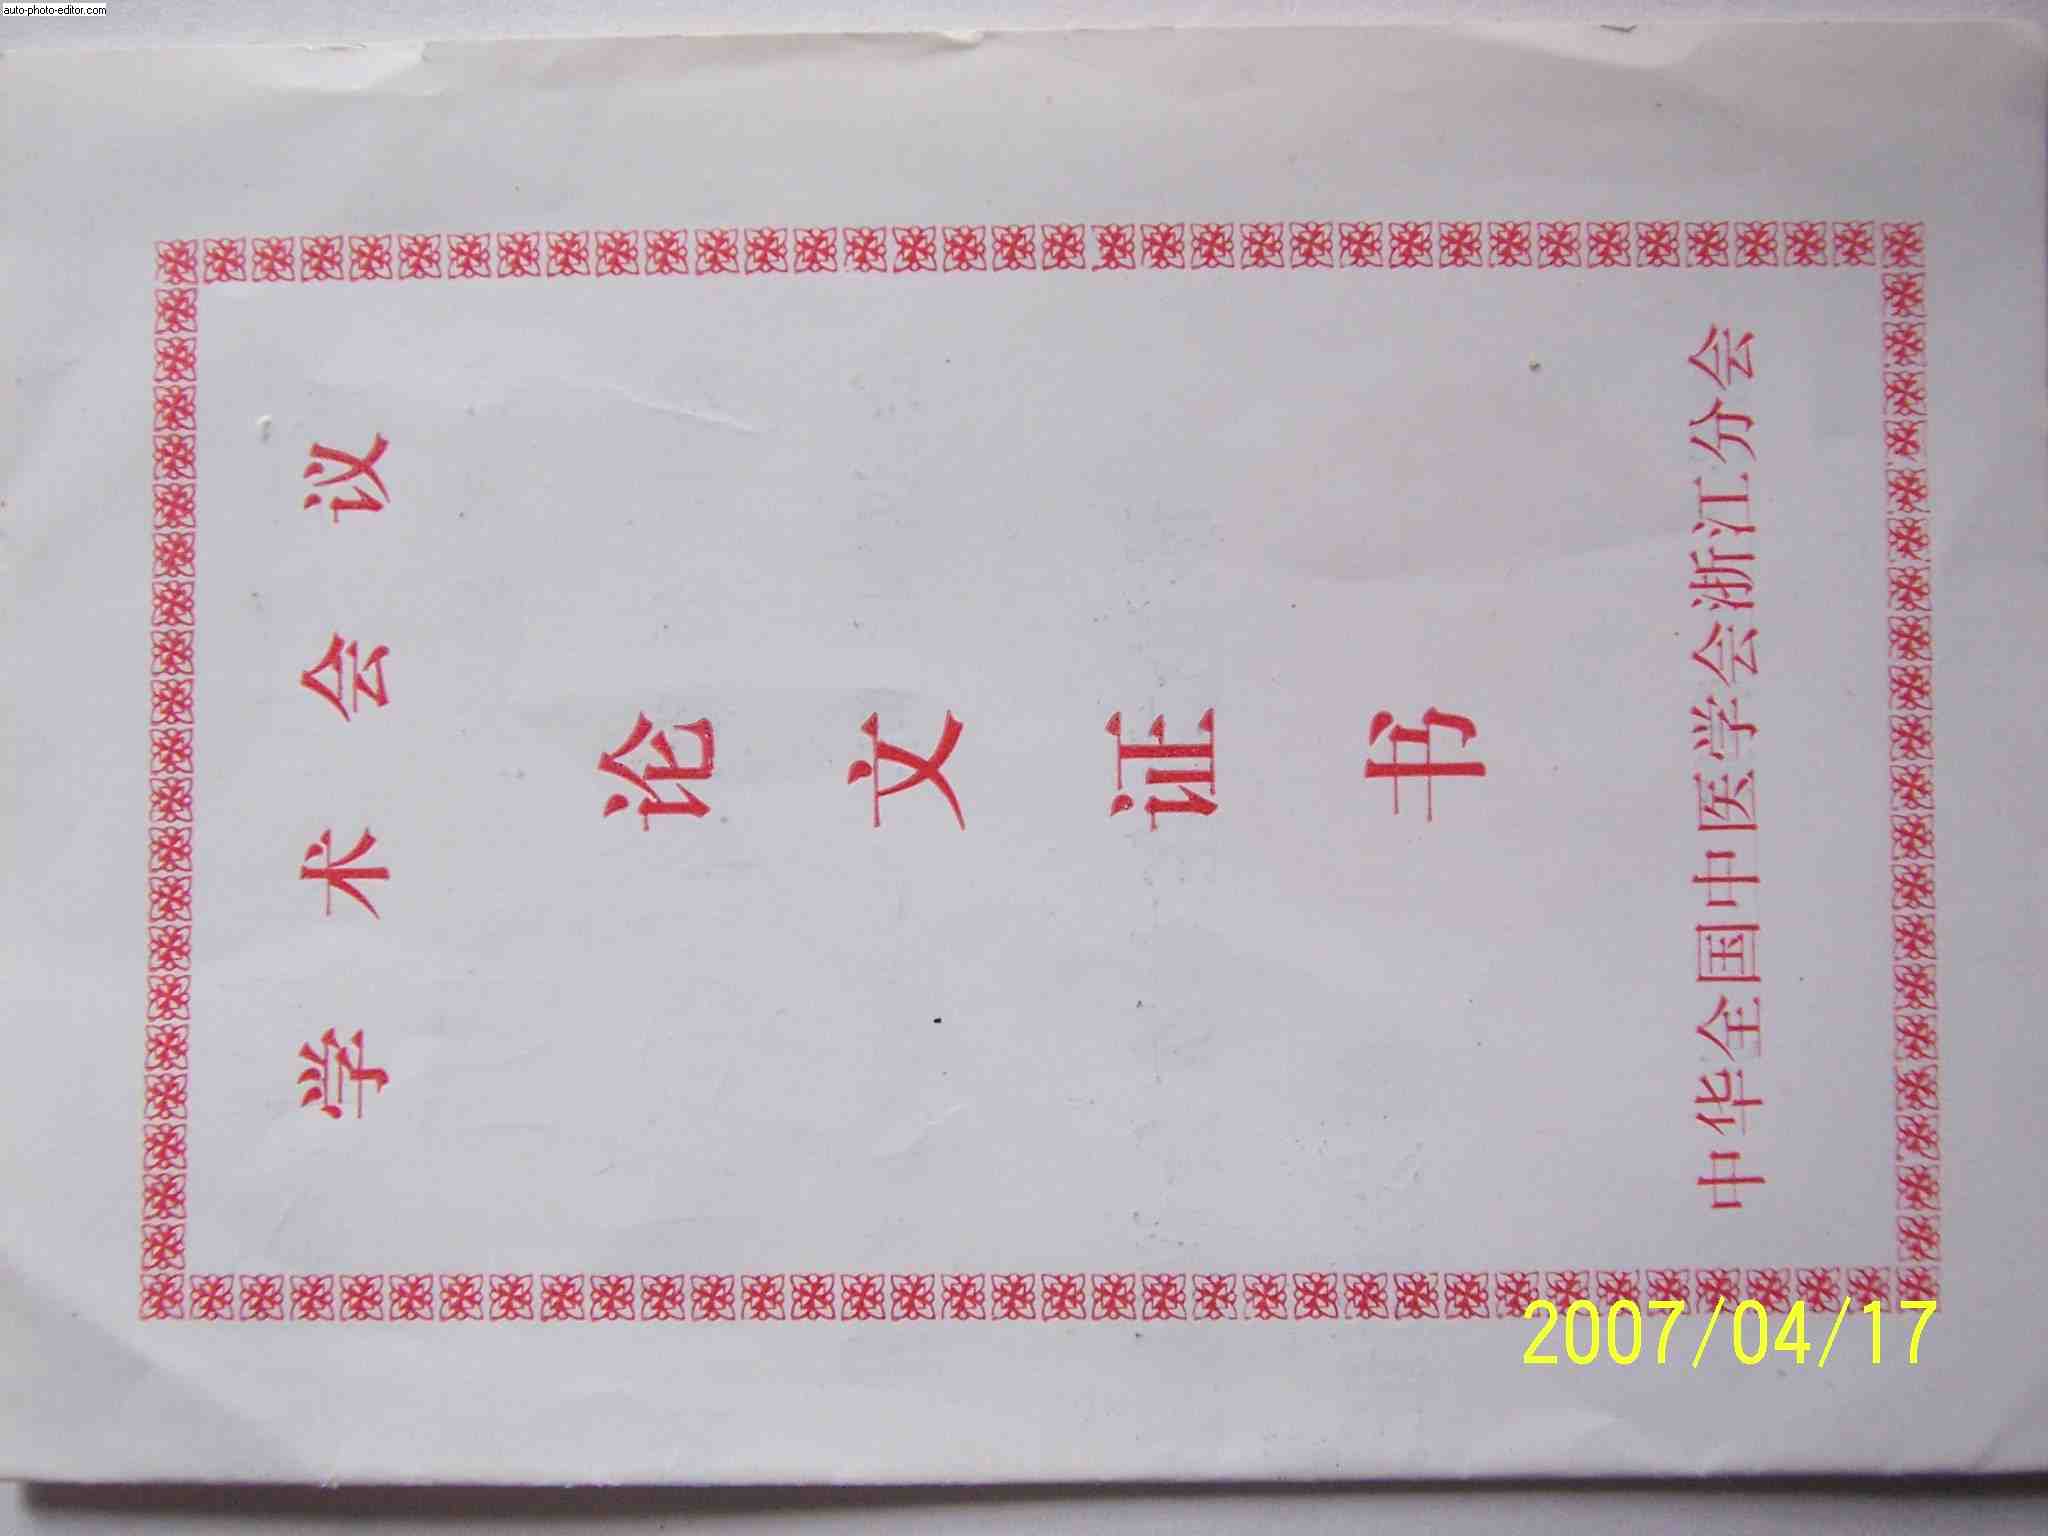 auto-photo-editor.com
学术会议
论
文
证
书
中华全国中医学会浙江分会
2007/04/17